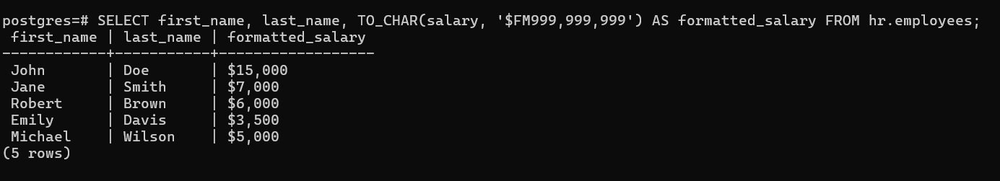 postgres=# SELECT first_name, last_name, TO_CHAR(salary, '$FM999,999,999') AS formatted_salary FROM hr.employees;
 first_name | last_name | formatted_salary
------------+-----------+------------------
 John       | Doe       | $15,000
 Jane       | Smith     | $7,000
 Robert     | Brown     | $6,000
 Emily      | Davis     | $3,500
 Michael    | Wilson    | $5,000
(5 rows)